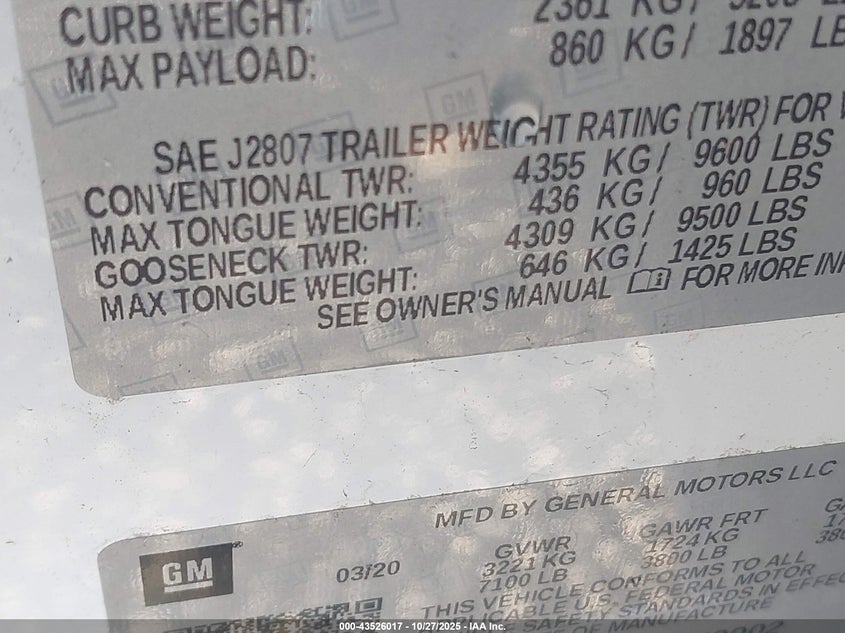 CURB WEIGHT: 2361 KG/
MAX PAYLOAD: 860 KG/ 1897
SAE J2807 TRAILER WEIGHT RATING (TWR) FOR
CONVENTIONAL TWR: 4355 KG/ 9600 LBS
MAX TONGUE WEIGHT: 436 KG/ 960 LBS
GOOSENECK TWR: 4309 KG/ 9500 LBS
MAX TONGUE WEIGHT: 646 KG/ 1425 LBS
SEE OWNER'S MANUAL FOR MORE
MFD BY GENERAL MOTORS LLC
GM
03/20
GVWR GAWR FRT
3221 KG 1724 KG
7100 LB 3800 LB
THIS VEHICLE CONFORMS TO ALL
U.S. FEDERAL MOTOR
SAFETY STANDARDS IN EFFECT
OF MANUFACTURE
000-43526017 - 10/27/2025 - IAA Inc.